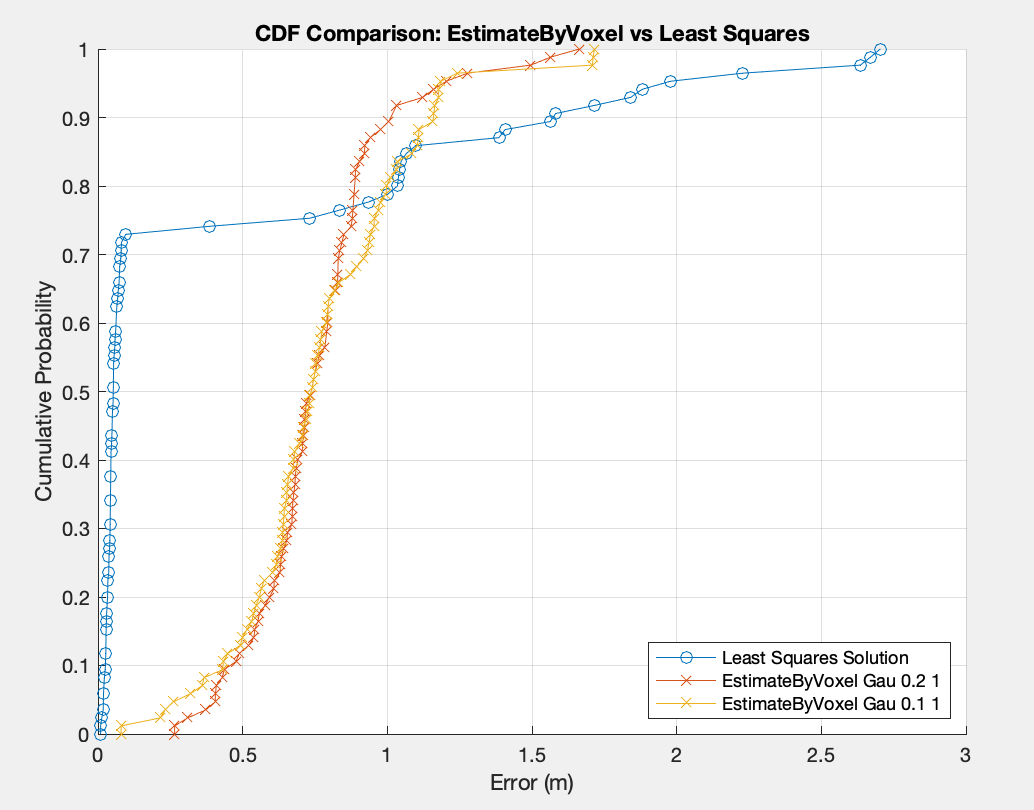 CDF Comparison: EstimateByVoxel vs Least Squares
1
0.9
0.8
0.7
0.6
0.5
0.4
0.3
0.2
0.1
0
Cumulative Probability
0 0.5 1 1.5 2 2.5 3
Error (m)
Least Squares Solution
EstimateByVoxel Gau 0.2 1
EstimateByVoxel Gau 0.1 1